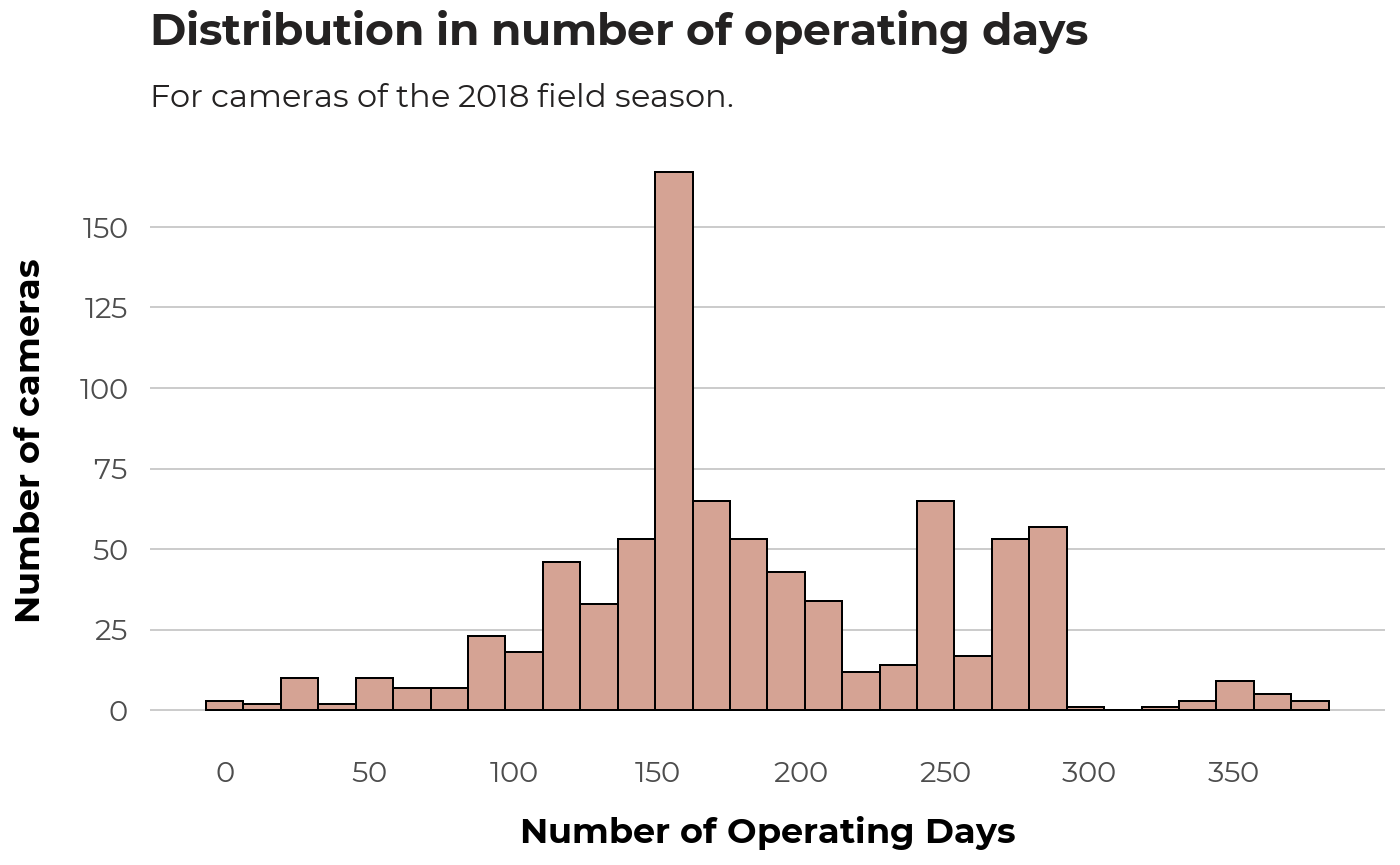 Distribution in number of operating days
For cameras of the 2018 field season.
Number of cameras
150
125
100
75
50
25
0
0 50 100 150 200 250 300 350
Number of Operating Days